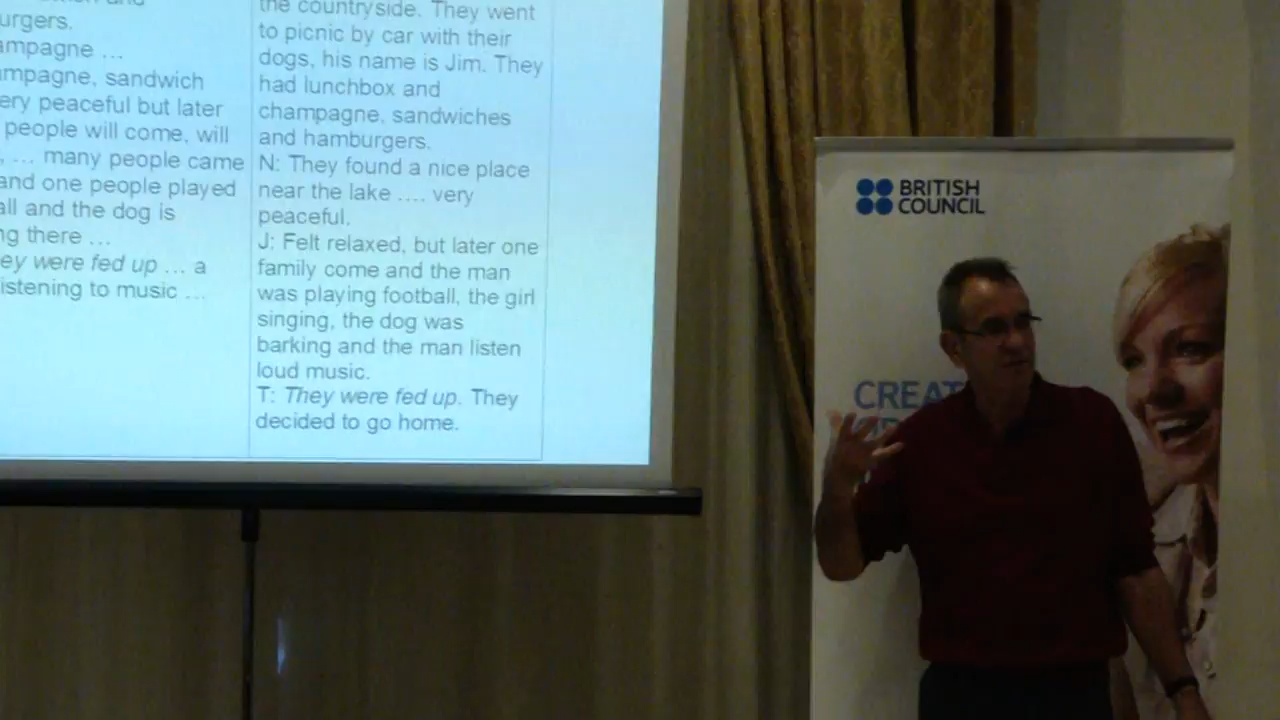 urgers.
ampagne …
ampagne, sandwich
ery peaceful but later
people will come, will
, … many people came
and one people played
all and the dog is
ng there …
ey were fed up … a
istening to music …
the countryside. They went
to picnic by car with their
dogs, his name is Jim. They
had lunchbox and
champagne, sandwiches
and hamburgers.
N: They found a nice place
near the lake …. very
peaceful.
J: Felt relaxed, but later one
family come and the man
was playing football, the girl
singing, the dog was
barking and the man listen
loud music.
T: They were fed up. They
decided to go home.
BRITISH
COUNCIL
CREAT